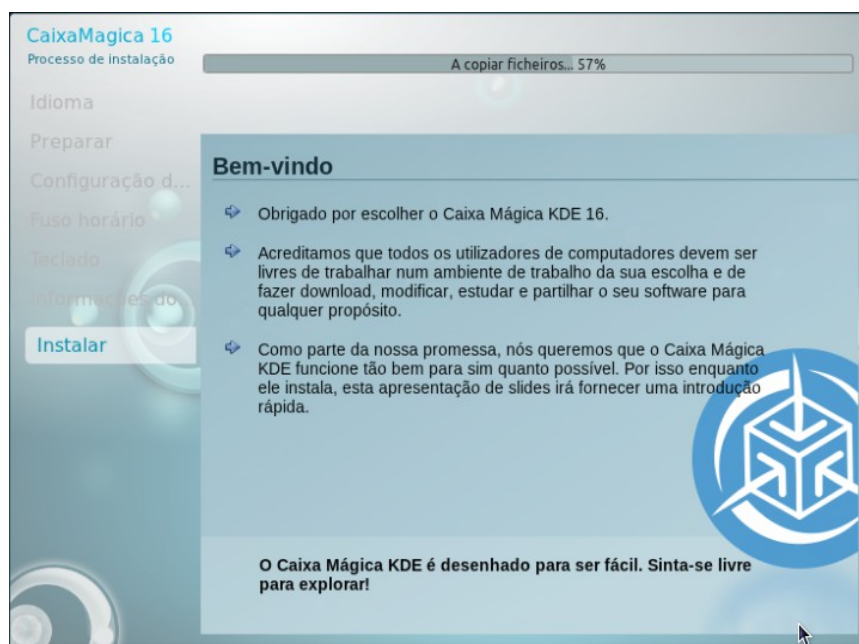 CaixaMagica 16
Processo de instalação
A copiar ficheiros... 57%
Idioma
Preparar
Configuração d...
Fuso horário
Teclado
Informações do...
Instalar
Bem-vindo
Obrigado por escolher o Caixa Mágica KDE 16.
Acreditamos que todos os utilizadores de computadores devem ser
livres de trabalhar num ambiente de trabalho da sua escolha e de
fazer download, modificar, estudar e partilhar o seu software para
qualquer propósito.
Como parte da nossa promessa, nós queremos que o Caixa Mágica
KDE funcione tão bem para sim quanto possível. Por isso enquanto
ele instala, esta apresentação de slides irá fornecer uma introdução
rápida.
O Caixa Mágica KDE é desenhado para ser fácil. Sinta-se livre
para explorar!